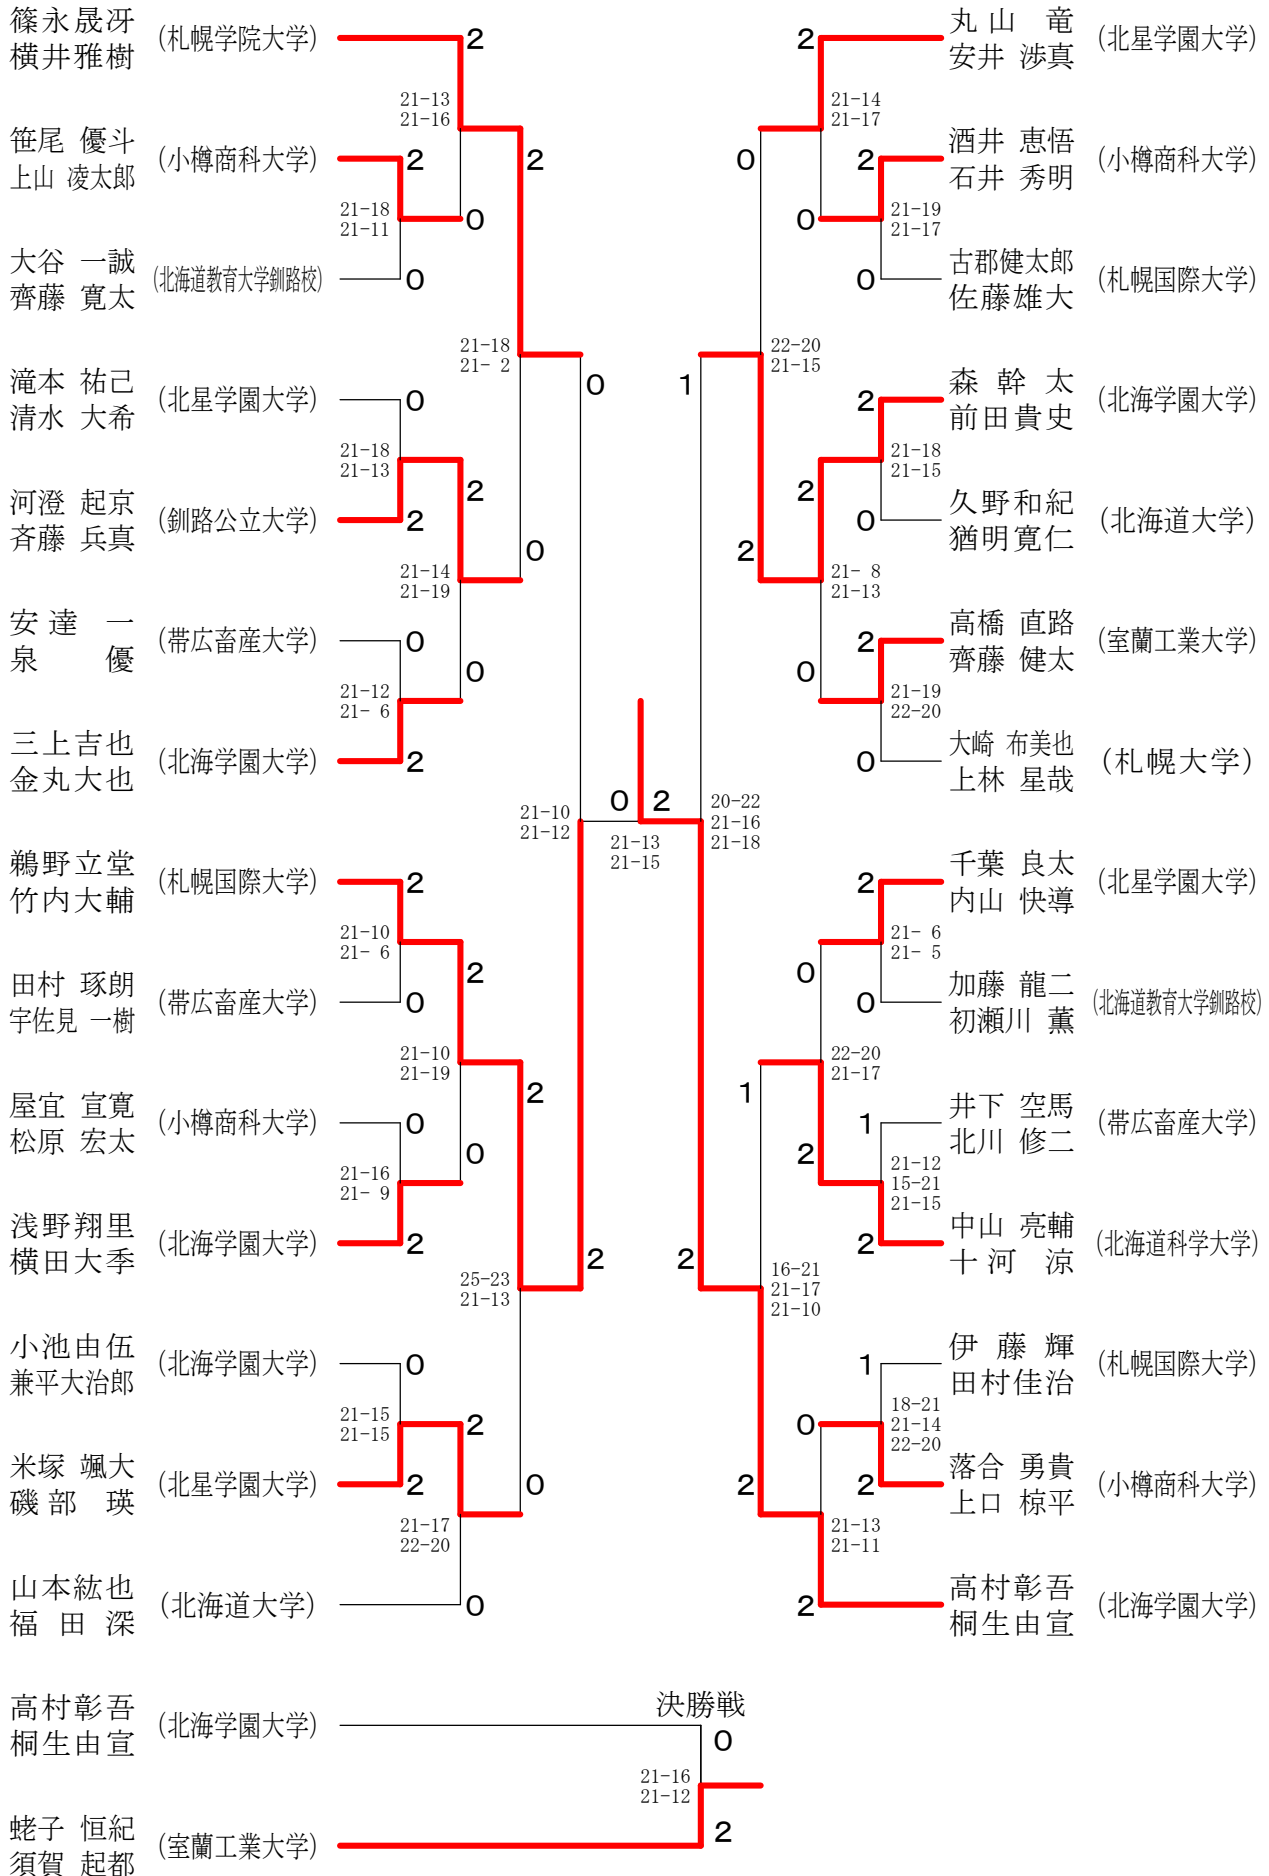 篠永晟冴
横井雅樹
(札幌学院大学)
2
21-13
21-16
笹尾 優斗
上山 凌太郎
(小樽商科大学)
2
2
21-18
21-11
0
大谷 一誠
齊藤 寛太
(北海道教育大学釧路校)
0
21-18
21- 2
0
滝本 祐己
清水 大希
(北星学園大学)
0
21-18
21-13
2
河澄 起京
斉藤 兵真
(釧路公立大学)
2
0
21-14
21-19
安達 一
泉 優
(帯広畜産大学)
0
0
21-12
21- 6
三上吉也
金丸大也
(北海学園大学)
2
21-10
21-12
0
2
21-13
21-15
鵜野立堂
竹内大輔
(札幌国際大学)
2
21-10
21- 6
2
田村 琢朗
宇佐見 一樹
(帯広畜産大学)
0
21-10
21-19
2
屋宜 宣寛
松原 宏太
(小樽商科大学)
0
0
21-16
21- 9
浅野翔里
横田大季
(北海学園大学)
2
2
25-23
21-13
小池由伍
兼平大治郎
(北海学園大学)
0
21-15
21-15
2
米塚 颯大
磯部 瑛
(北星学園大学)
2
0
21-17
22-20
山本紘也
福田 深
(北海道大学)
0
2
丸山 竜
安井 渉真
(北星学園大学)
21-14
21-17
0
2
酒井 恵悟
石井 秀明
(小樽商科大学)
0
21-19
21-17
0
古郡健太郎
佐藤雄大
(札幌国際大学)
1
22-20
21-15
2
森幹太
前田貴史
(北海学園大学)
21-18
21-15
2
0
久野和紀
猶明寛仁
(北海道大学)
2
21- 8
21-13
2
高橋 直路
齊藤 健太
(室蘭工業大学)
0
21-19
22-20
0
大崎 布美也
上林 星哉
(札幌大学)
20-22
21-16
21-18
2
千葉 良太
内山 快導
(北星学園大学)
21- 6
21- 5
0
0
加藤 龍二
初瀬川 薫
(北海道教育大学釧路校)
22-20
21-17
1
1
井下 空馬
北川 修二
(帯広畜産大学)
2
21-12
15-21
21-15
2
中山 亮輔
十河 涼
(北海道科学大学)
2
16-21
21-17
21-10
1
伊藤 輝
田村佳治
(札幌国際大学)
0
18-21
21-14
22-20
2
2
落合 勇貴
上口 椋平
(小樽商科大学)
21-13
21-11
2
高村彰吾
桐生由宣
(北海学園大学)
決勝戦
高村彰吾
桐生由宣
(北海学園大学)
0
21-16
21-12
蛯子 恒紀
須賀 起都
(室蘭工業大学)
2